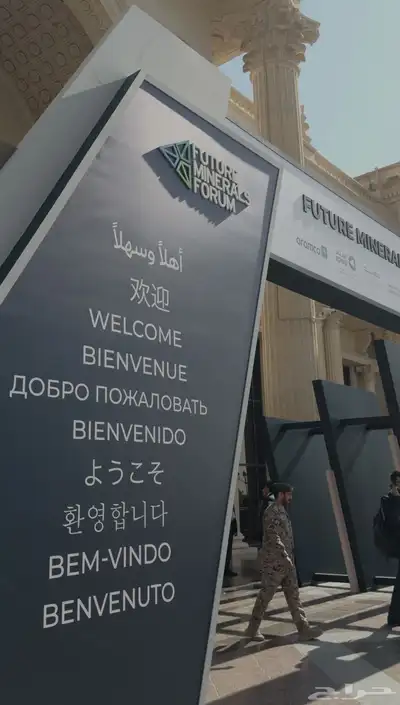 FUTURE
MINERALS
FORUM
أهلاً وسهلاً
欢迎
WELCOME
BIENVENUE
ДОБРО ПОЖАЛОВАТЬ
BIENVENIDO
ようこそ
환영합니다
BEM-VINDO
BENVENUTO
FUTURE MINERAL
aramco
حراج